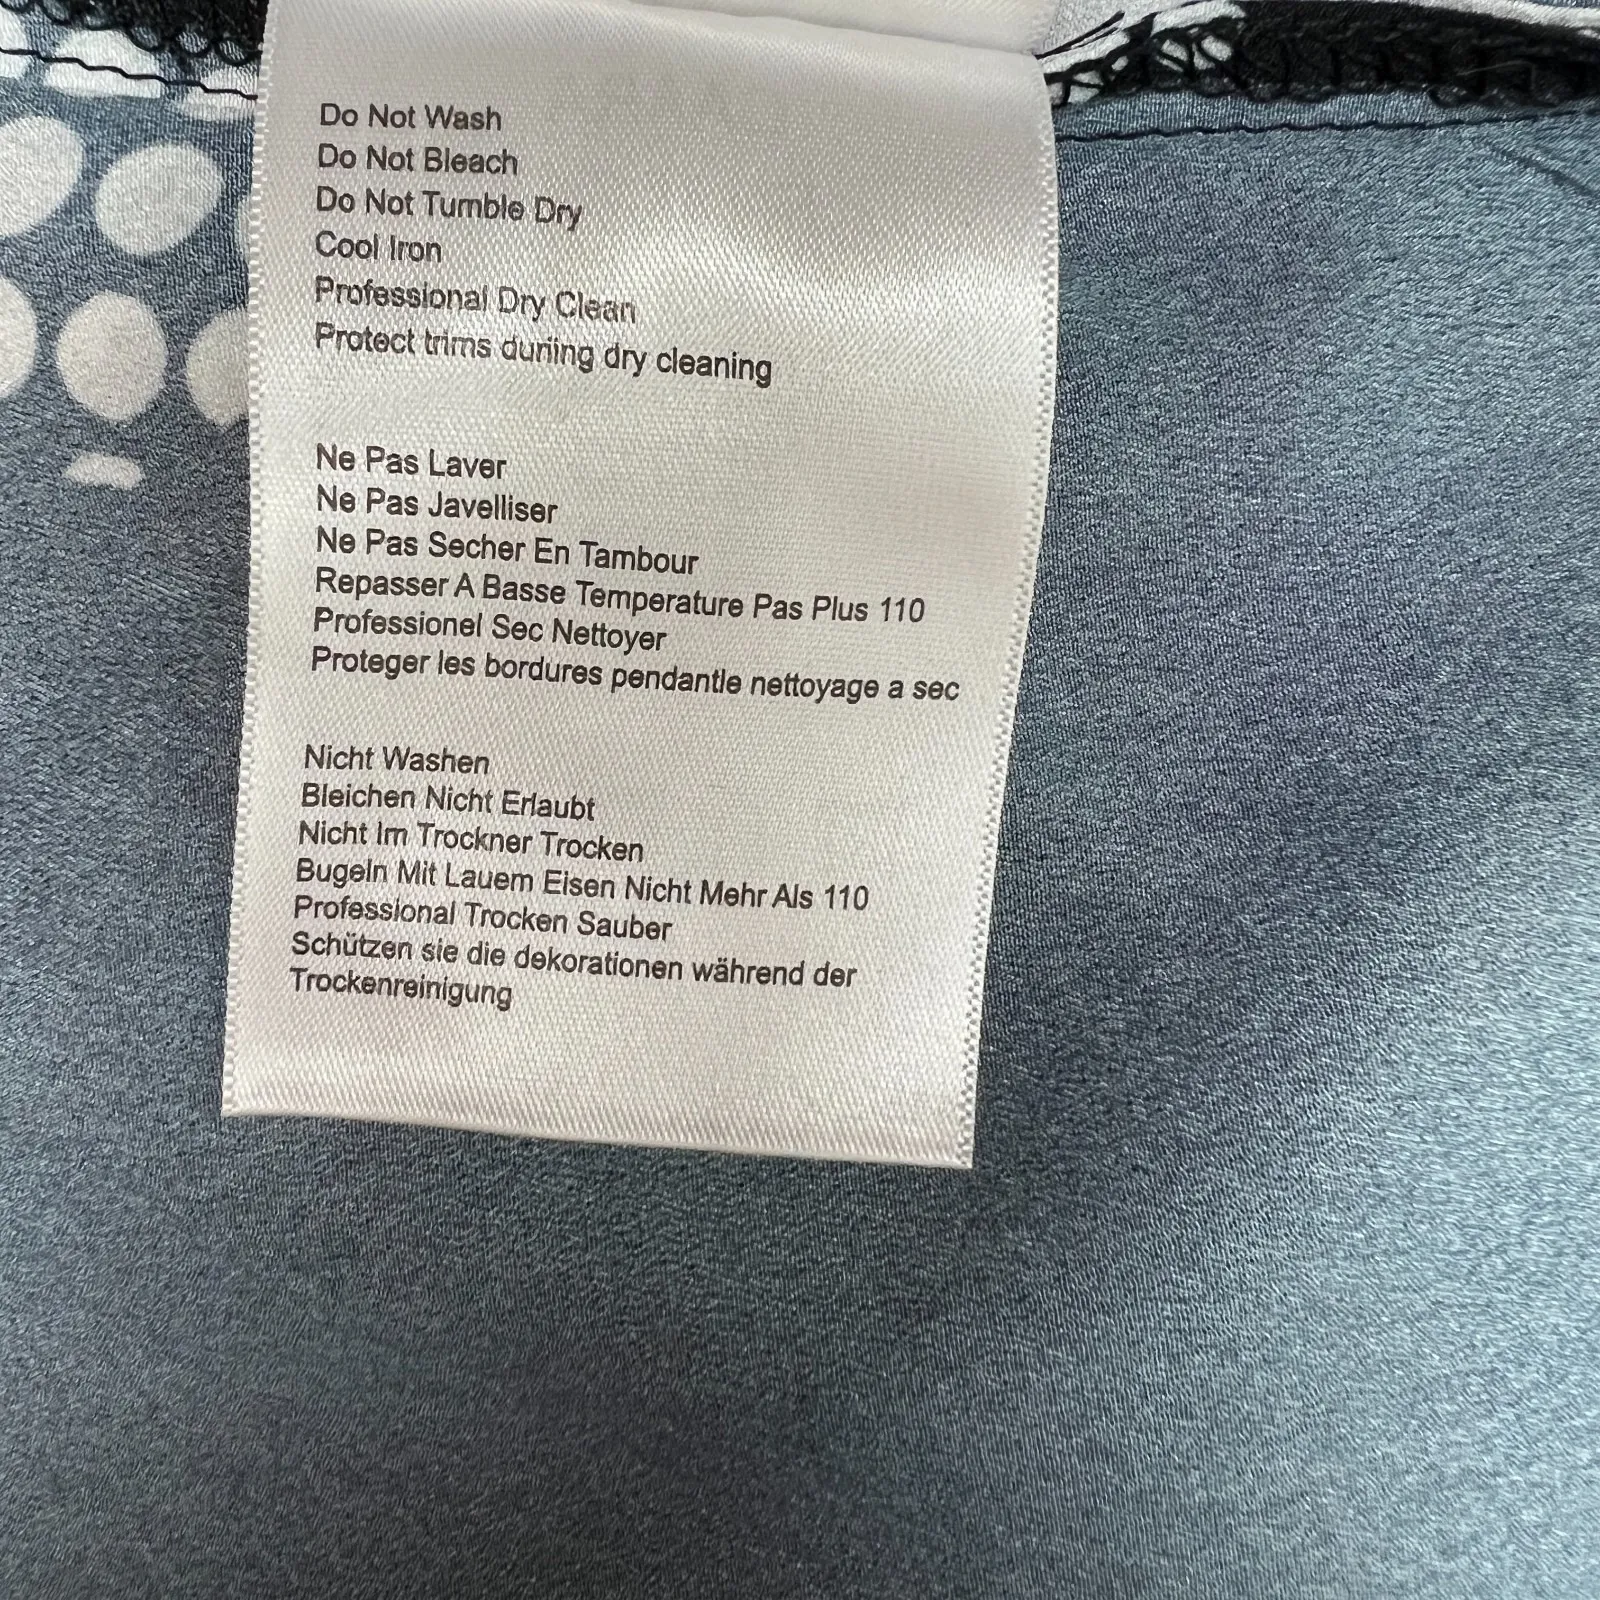 Do Not Wash
Do Not Bleach
Do Not Tumble Dry
Cool Iron
Professional Dry Clean
Protect trims duriing dry cleaning
Ne Pas Laver
Ne Pas Javelliser
Ne Pas Secher En Tambour
Repasser A Basse Temperature Pas Plus 110
Professionel Sec Nettoyer
Proteger les bordures pendantle nettoyage a sec
Nicht Washen
Bleichen Nicht Erlaubt
Nicht Im Trockner Trocken
Bugeln Mit Lauem Eisen Nicht Mehr Als 110
Professional Trocken Sauber
Schützen sie die dekorationen während der
Trockenreinigung